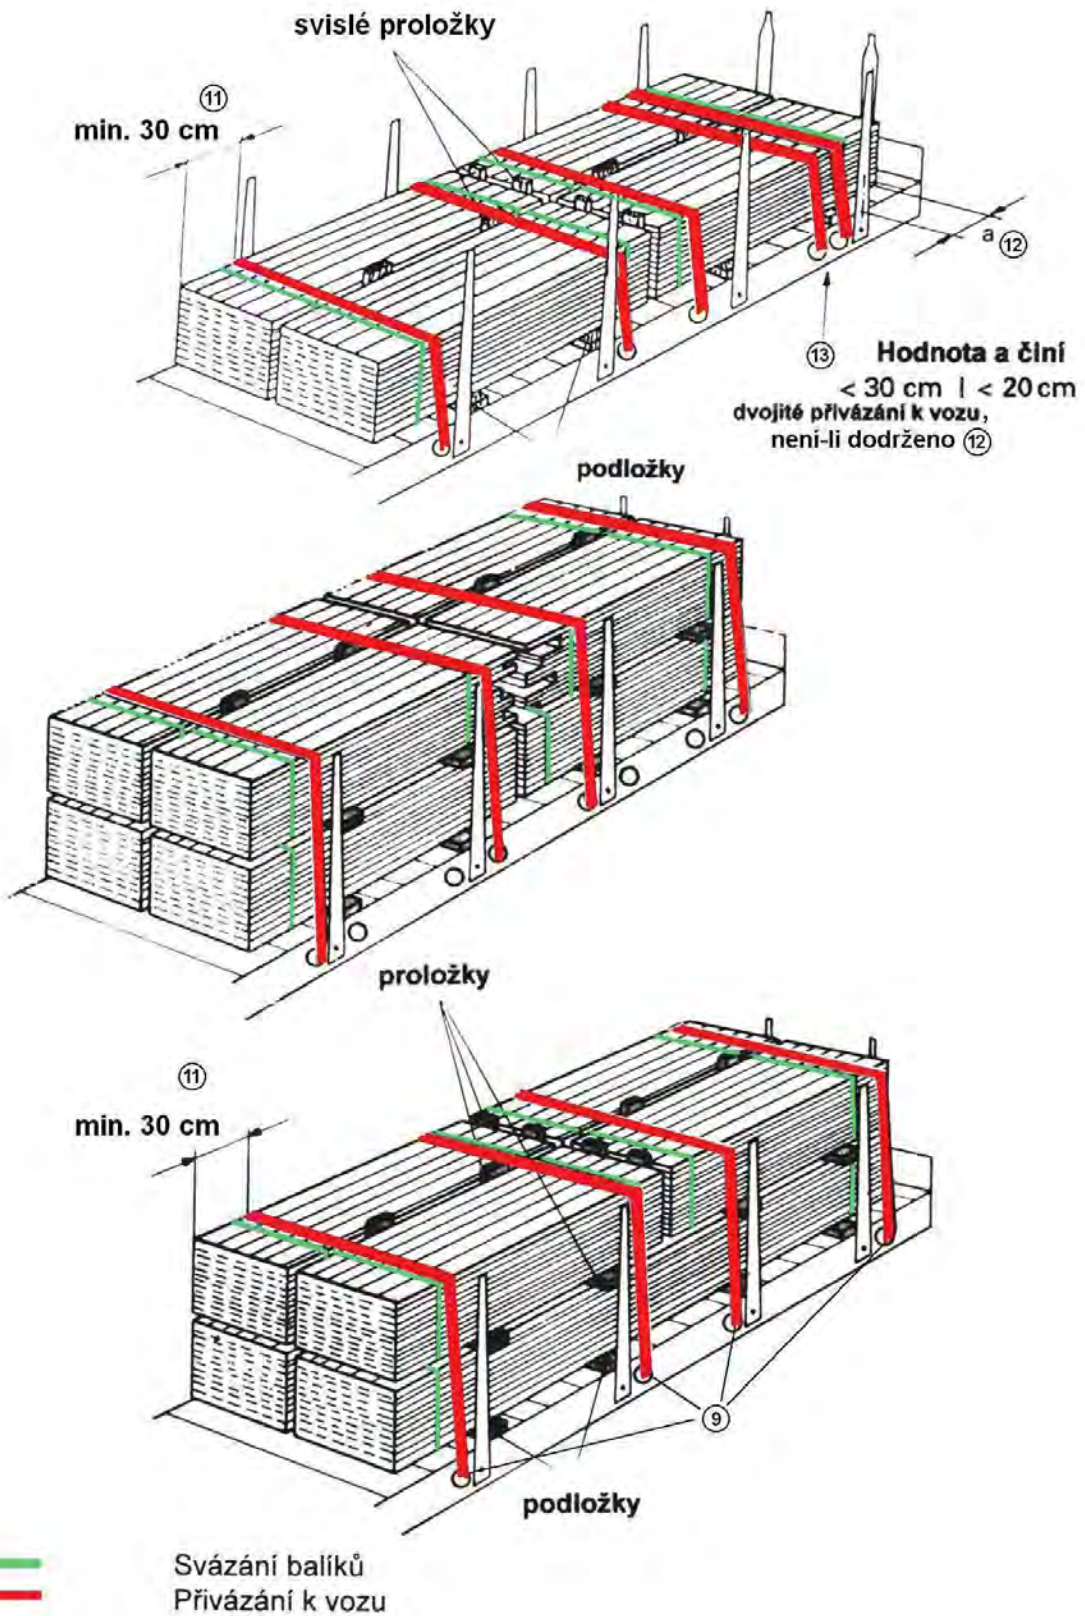 svislé proložky
⑪
min. 30 cm
a ⑫
⑬ Hodnota a činí
< 30 cm | < 20 cm
dvojité přivázání k vozu,
není-li dodrženo ⑫
podložky
proložky
⑪
min. 30 cm
⑨
podložky
Svázání balíků
Přivázání k vozu